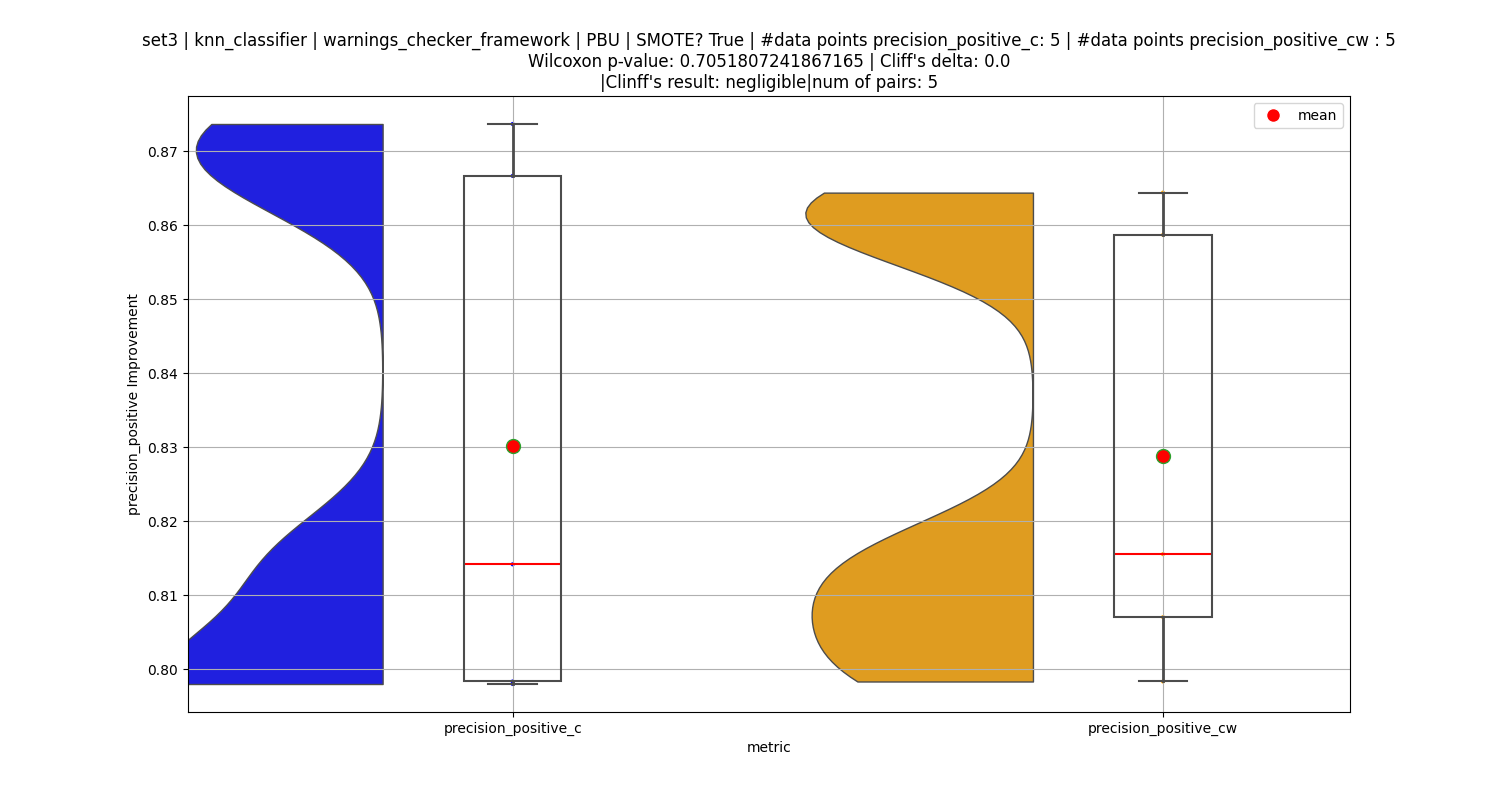 set3 | knn_classifier | warnings_checker_framework | PBU | SMOTE? True | #data points precision_positive_c: 5 | #data points precision_positive_cw : 5
Wilcoxon p-value: 0.7051807241867165 | Cliff's delta: 0.0
|Clinff's result: negligible|num of pairs: 5
mean
0.87
0.86
0.85
0.84
0.83
0.82
0.81
0.80
precision_positive Improvement
precision_positive_c
precision_positive_cw
metric